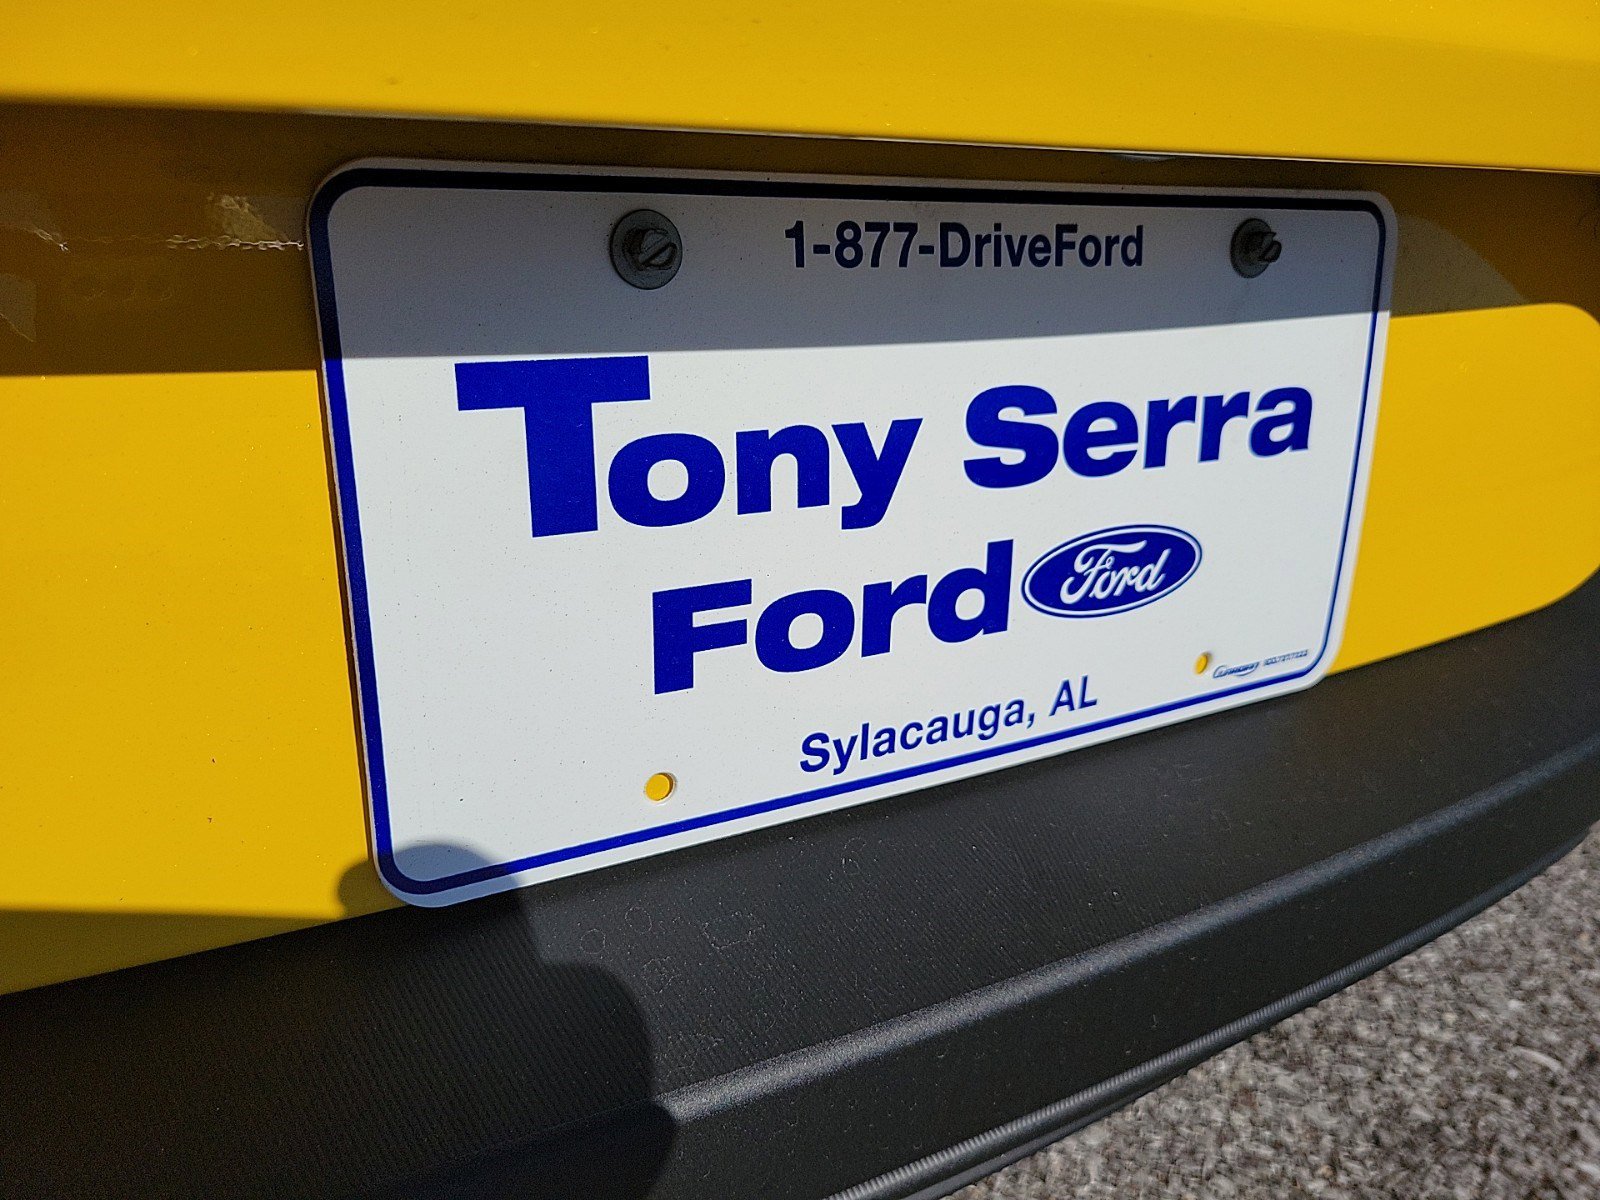 1-877-DriveFord
Tony Serra
Ford Ford
Sylacauga, AL